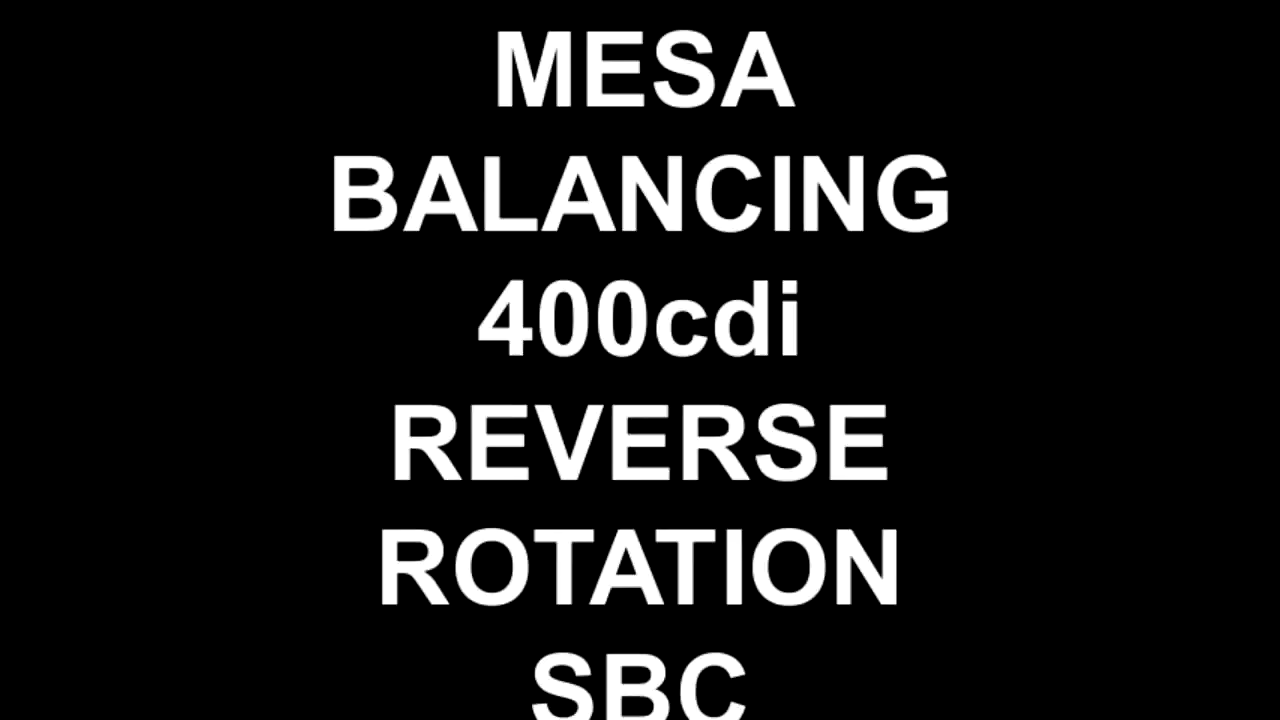 MESA
BALANCING
400cdi
REVERSE
ROTATION
SBC